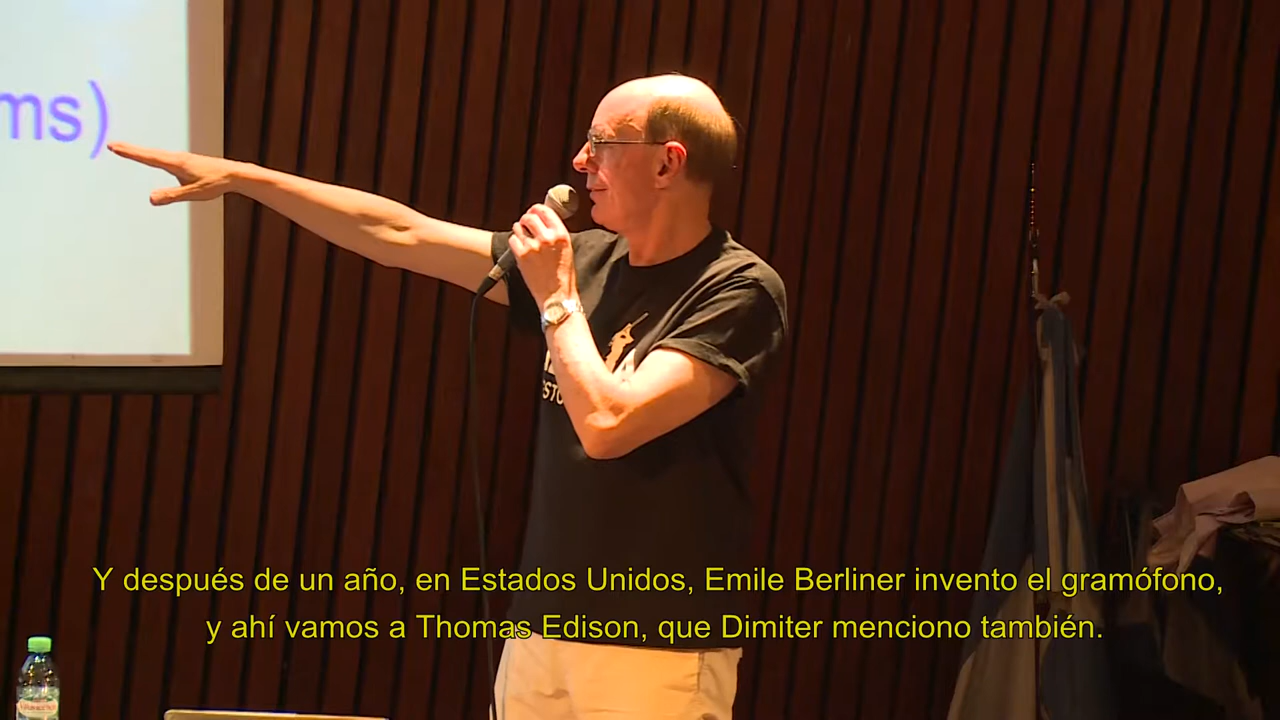 ms)
Y después de un año, en Estados Unidos, Emile Berliner invento el gramófono,
y ahí vamos a Thomas Edison, que Dimiter menciono también.